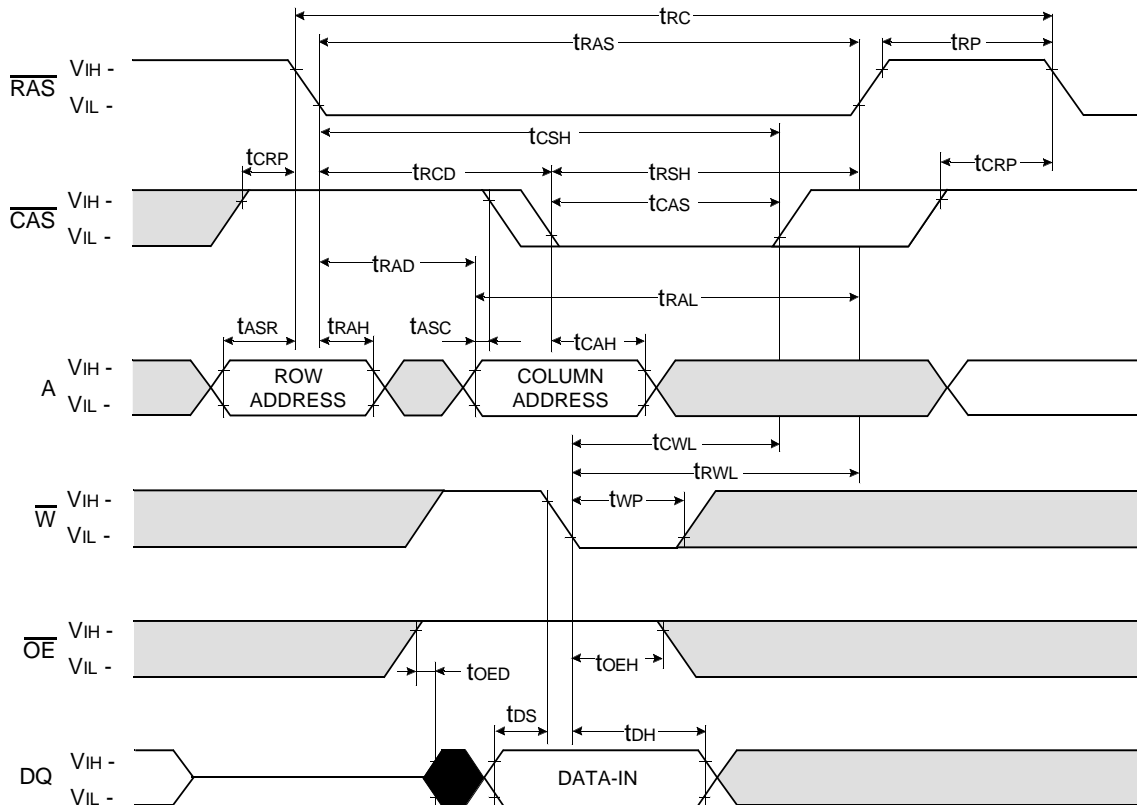 tRC
tRAS tRP
RAS VIH -
VIL -
tCSH
tCRP tRCD tRSH tCRP
CAS VIH -
VIL -
tCAS
tRAD
tRAL
tASR tRAH tASC tCAH
A VIH -
VIL -
ROW ADDRESS
COLUMN ADDRESS
tCWL
tRWL
W VIH -
VIL -
tWP
OE VIH -
VIL -
tOED tOEH
tDS tDH
DQ VIH -
VIL -
DATA-IN